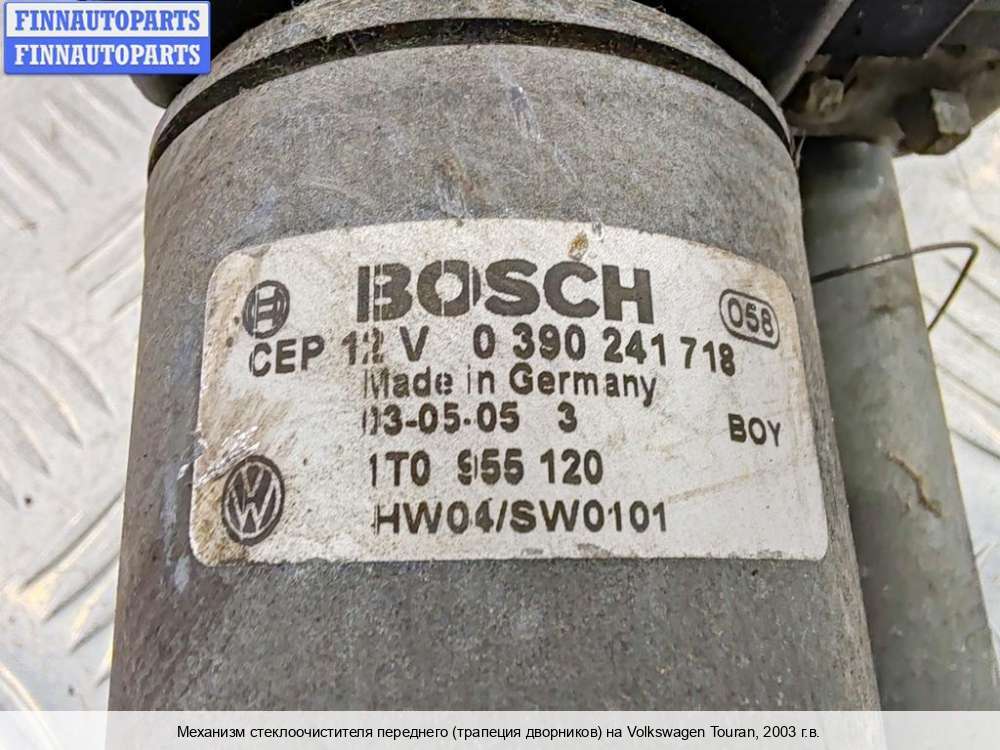 FINNAUTOPARTS
FINNAUTOPARTS
BOSCH
058
CEP 12 V 0 390 241 718
Made in Germany
03-05-05 3
BOY
1T0 955 120
HW04/SW0101
Механизм стеклоочистителя переднего (трапеция дворников) на Volkswagen Touran, 2003 г.в.